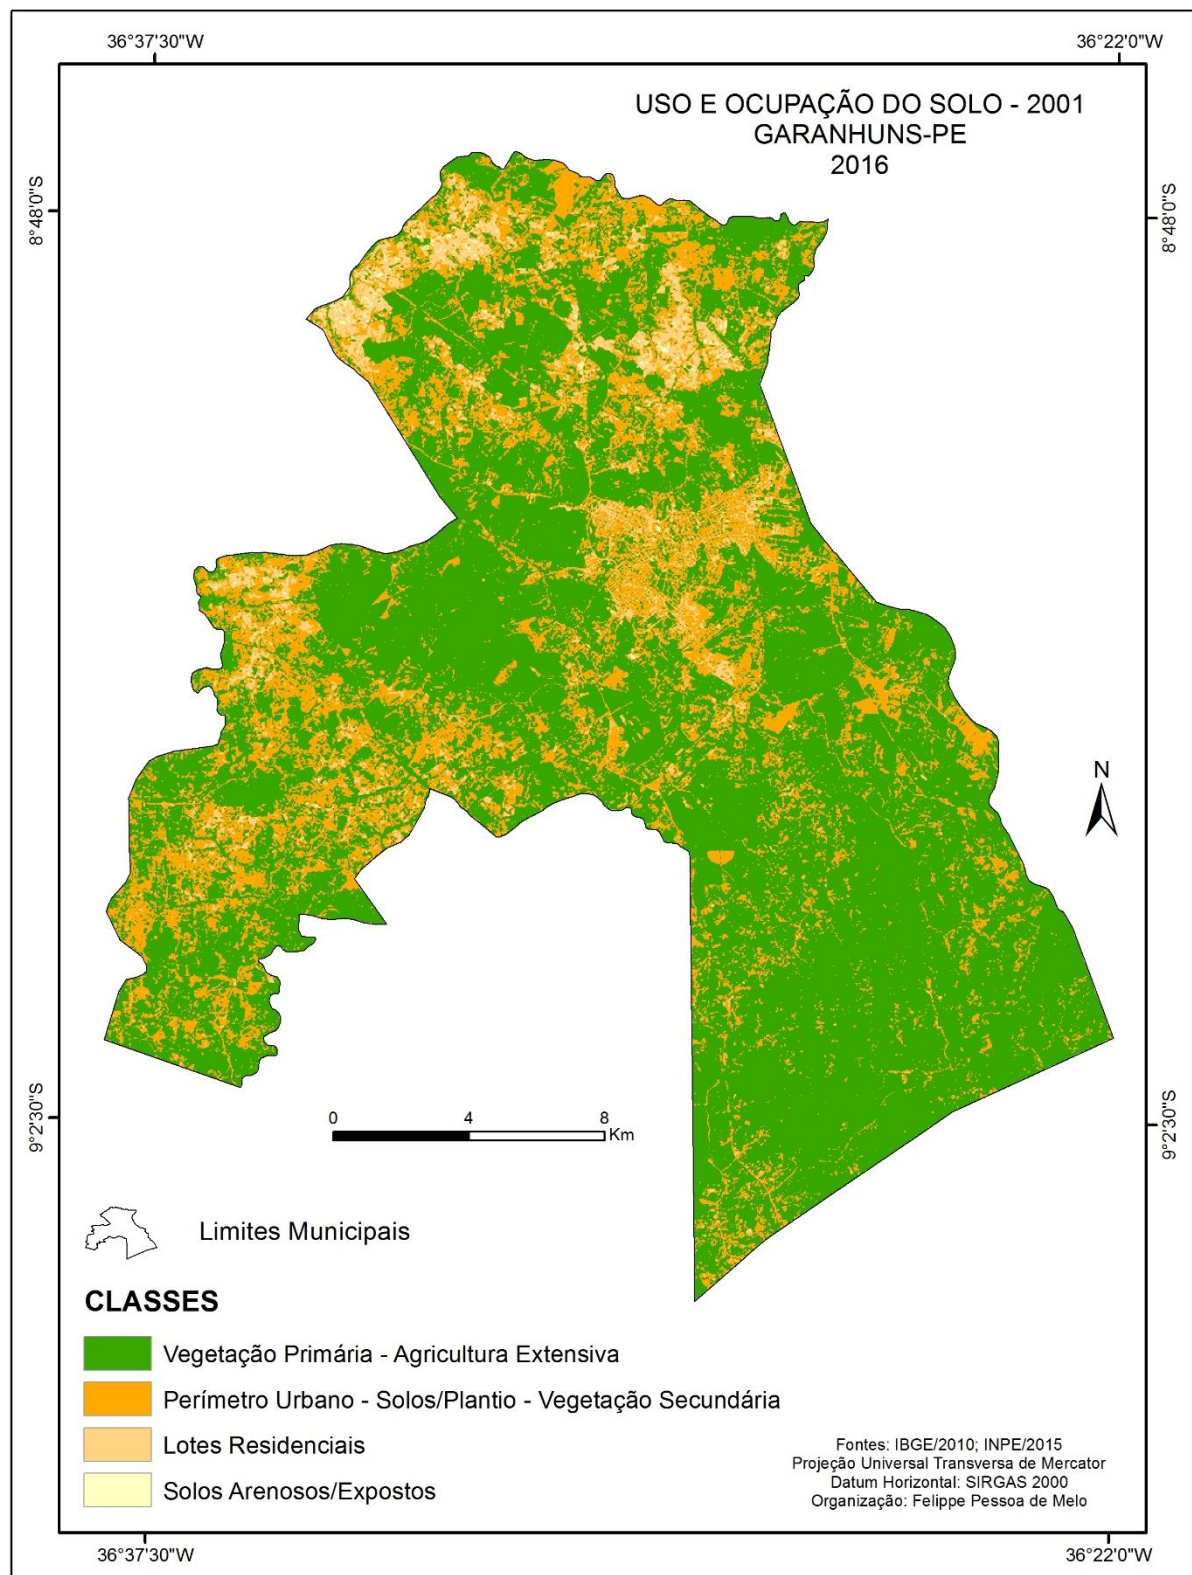 36°37'30"W
36°22'0"W
USO E OCUPAÇÃO DO SOLO - 2001
GARANHUNS-PE
2016
8°48'0"S
8°48'0"S
N
9°2'30"S
9°2'30"S
0
4
8
Km
Limites Municipais
CLASSES
Vegetação Primária - Agricultura Extensiva
Perímetro Urbano - Solos/Plantio - Vegetação Secundária
Lotes Residenciais
Solos Arenosos/Expostos
Fontes: IBGE/2010; INPE/2015
Projeção Universal Transversa de Mercator
Datum Horizontal: SIRGAS 2000
Organização: Felippe Pessoa de Melo
36°37'30"W
36°22'0"W